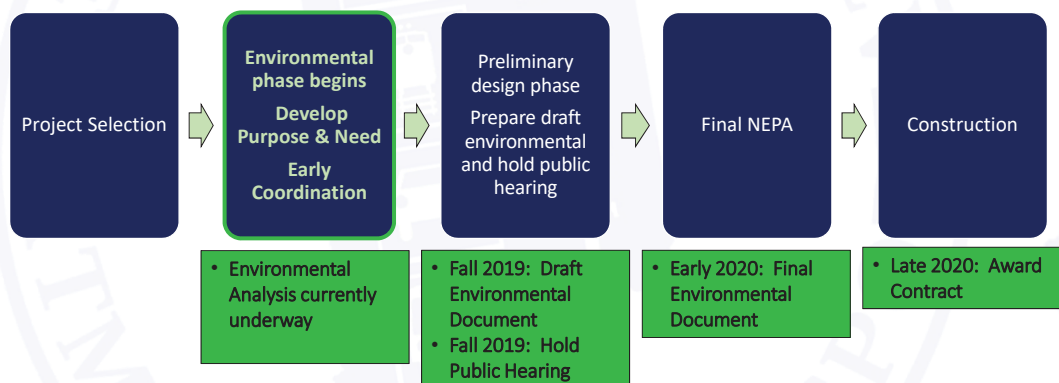 Project Selection
Environmental
phase begins
Develop
Purpose & Need
Early
Coordination
Preliminary
design phase
Prepare draft
environmental
and hold public
hearing
Final NEPA
Construction
• Environmental
Analysis currently
underway
• Fall 2019: Draft
Environmental
Document
• Fall 2019: Hold
Public Hearing
• Early 2020: Final
Environmental
Document
• Late 2020: Award
Contract